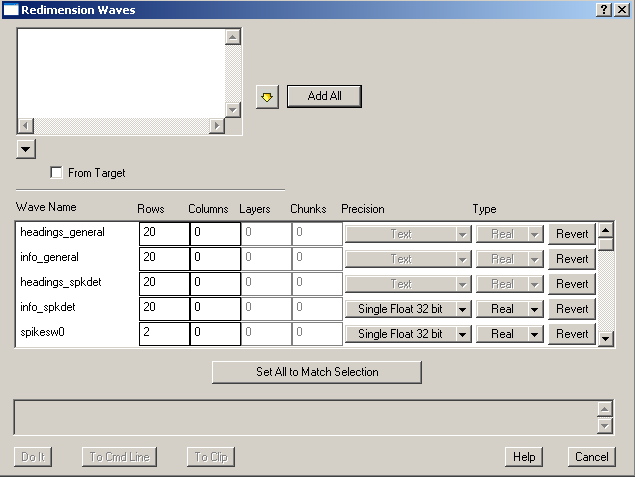 Redimension Waves
Add All
From Target
Wave Name Rows Columns Layers Chunks Precision Type
headings_general 20 0 0 0 Text Real Revert
info_general 20 0 0 0 Text Real Revert
headings_spkdet 20 0 0 0 Text Real Revert
info_spkdet 20 0 0 0 Single Float 32 bit Real Revert
spikesw0 2 0 0 0 Single Float 32 bit Real Revert
Set All to Match Selection
Do It To Cmd Line To Clip Help Cancel